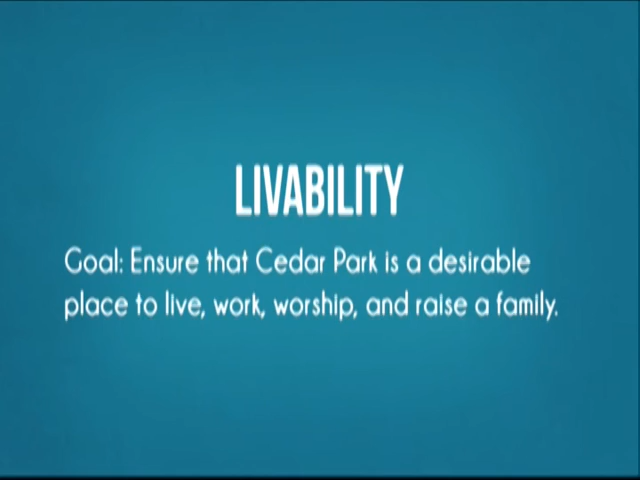 LIVABILITY
Goal: Ensure that Cedar Park is a desirable
place to live, work, worship, and raise a family.